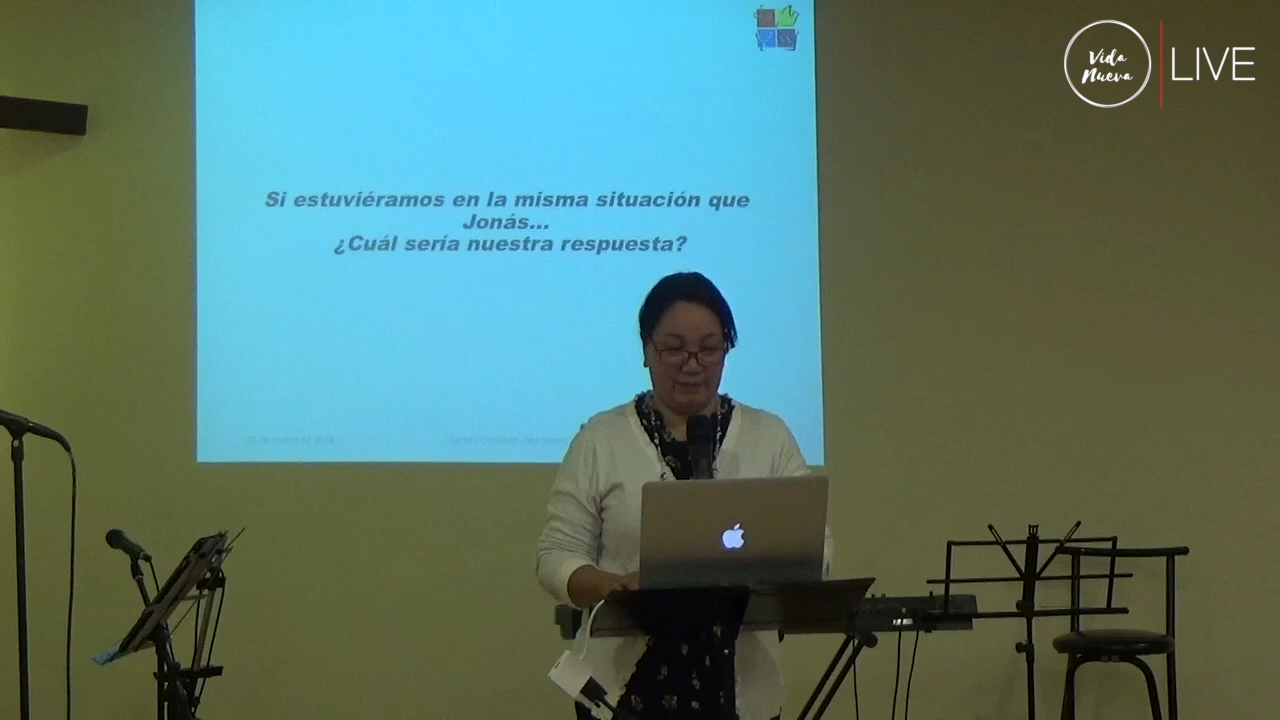 Vida
Nueva
LIVE
Si estuviéramos en la misma situación que
Jonás...
¿Cuál sería nuestra respuesta?